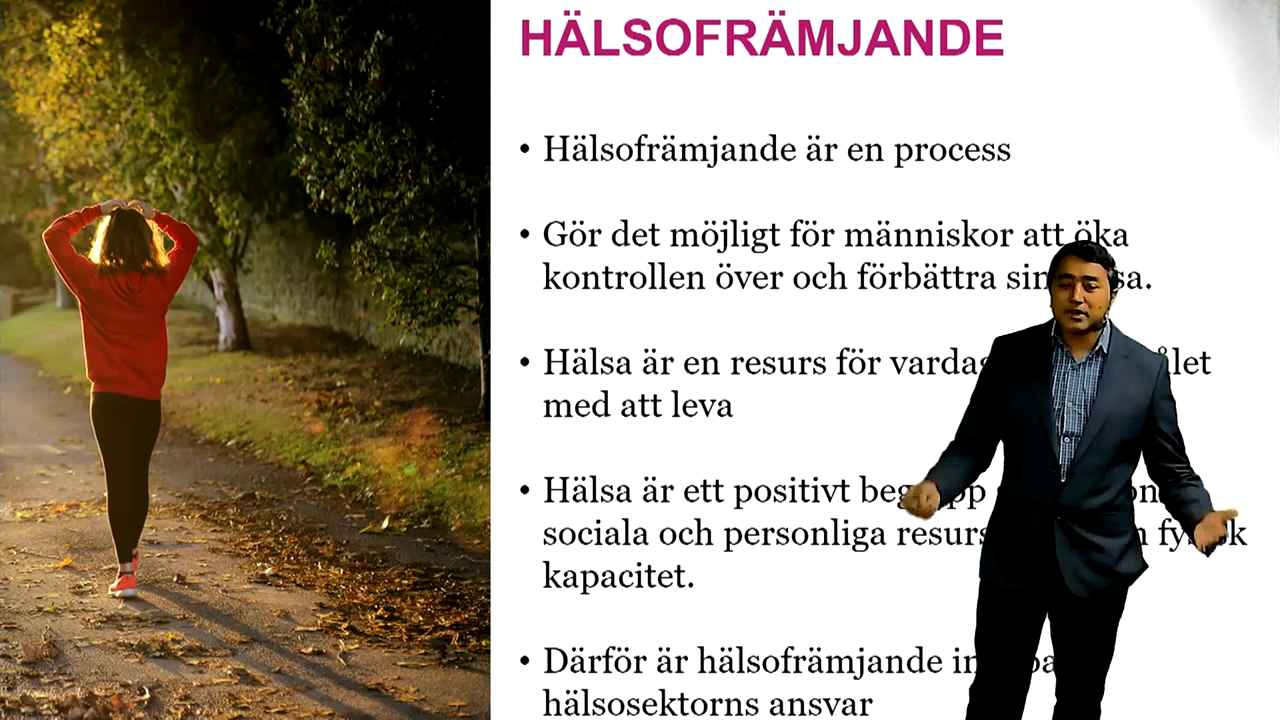 HÄLSOFRÄMJANDE
• Hälsofrämjande är en process
• Gör det möjligt för människor att öka
kontrollen över och förbättra sin
• Hälsa är en resurs för
med att leva
• Hälsa är ett positivt
sociala och personliga
kapacitet.
• Därför är hälsofrämjande
hälsosektorns ansvar